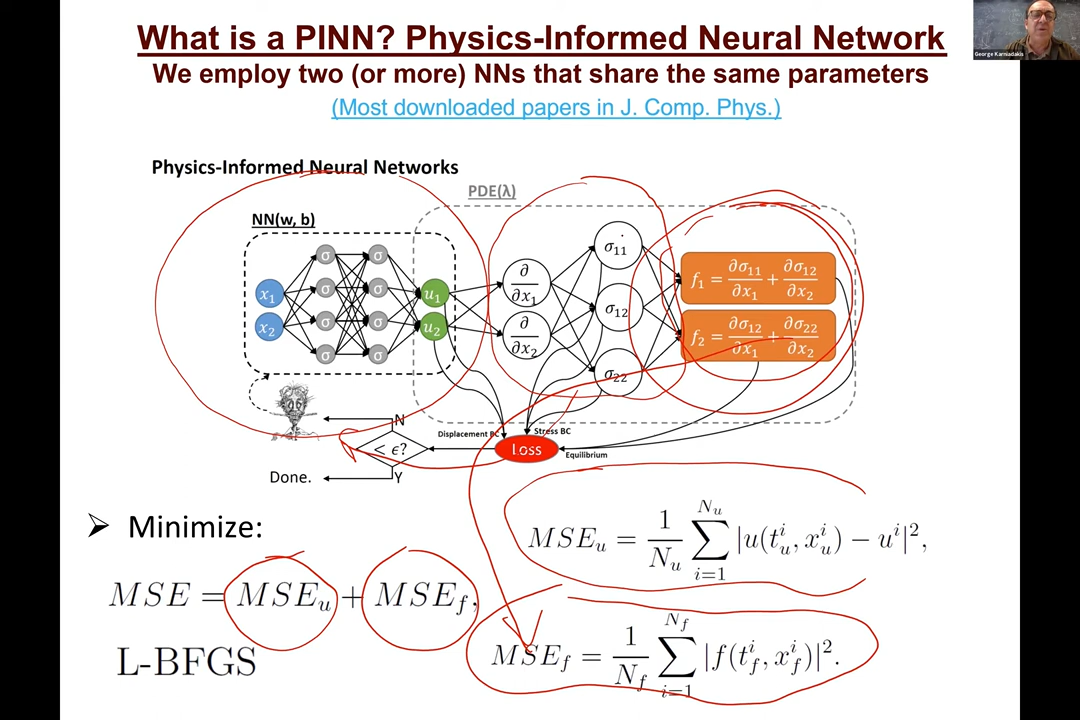 What is a PINN? Physics-Informed Neural Network
We employ two (or more) NNs that share the same parameters
(Most downloaded papers in J. Comp. Phys.)
George Karniadakis
Physics-Informed Neural Networks
PDE(λ)
NN(w, b)
x₁
x₂
σ σ
σ σ
σ σ
σ σ
u₁
u₂
∂/∂x₁
∂/∂x₂
σ₁₁
σ₁₂
σ₂₂
f₁ = ∂σ₁₁/∂x₁ + ∂σ₁₂/∂x₂
f₂ = ∂σ₁₂/∂x₁ + ∂σ₂₂/∂x₂
N
Displacement BC
Stress BC
< ϵ?
Loss
Equilibrium
Done.
Y
➢ Minimize:
MSE = MSE_u + MSE_f,
L-BFGS
MSE_u = 1/N_u ∑_{i=1}^{N_u} |u(t_u^i, x_u^i) − u^i|²,
MSE_f = 1/N_f ∑_{i=1}^{N_f} |f(t_f^i, x_f^i)|².